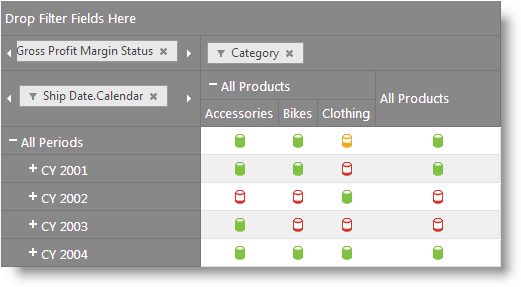 Drop Filter Fields Here
Gross Profit Margin Status
Category
Ship Date.Calendar
All Products
All Products
Accessories Bikes Clothing
All Periods
CY 2001
CY 2002
CY 2003
CY 2004